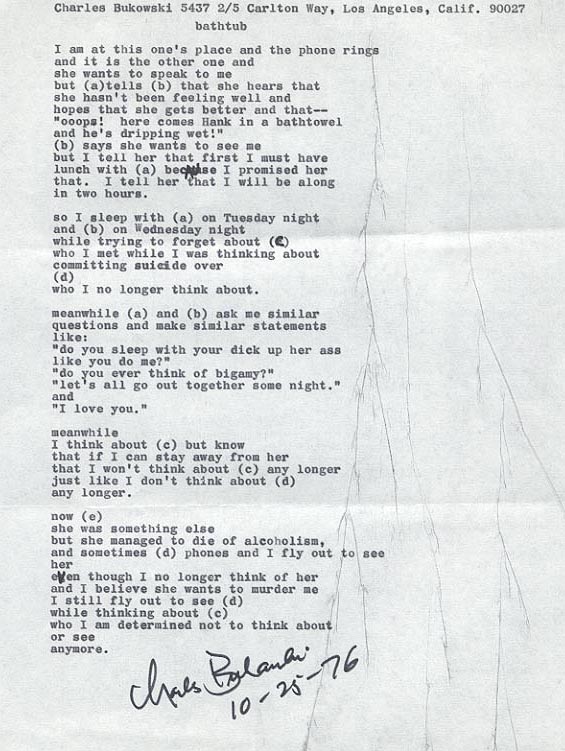 Charles Bukowski 5437 2/5 Carlton Way, Los Angeles, Calif. 90027
bathtub
I am at this one's place and the phone rings
and it is the other one and
she wants to speak to me
but (a)tells (b) that she hears that
she hasn't been feeling well and
hopes that she gets better and that--
"ooops! here comes Hank in a bathtowel
and he's dripping wet!"
(b) says she wants to see me
but I tell her that first I must have
lunch with (a) because I promised her
that. I tell her that I will be along
in two hours.
so I sleep with (a) on Tuesday night
and (b) on Wednesday night
while trying to forget about (c)
who I met while I was thinking about
committing suicide over
(d)
who I no longer think about.
meanwhile (a) and (b) ask me similar
questions and make similar statements
like:
"do you sleep with your dick up her ass
like you do me?"
"do you ever think of bigamy?"
"let's all go out together some night."
and
"I love you."
meanwhile
I think about (c) but know
that if I can stay away from her
that I won't think about (c) any longer
just like I don't think about (d)
any longer.
now (e)
she was something else
but she managed to die of alcoholism,
and sometimes (d) phones and I fly out to see
her
even though I no longer think of her
and I believe she wants to murder me
I still fly out to see (d)
while thinking about (c)
who I am determined not to think about
or see
anymore.
Charles Bukowski
10-25-76